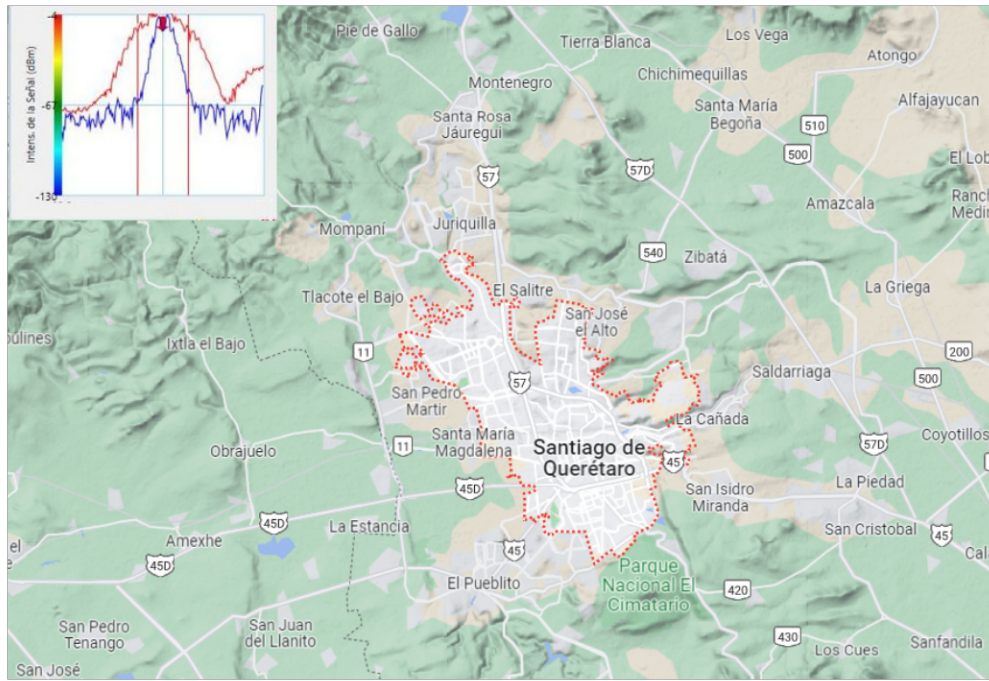 -4
-67
-130
Intens. de la Señal (dBm)
Pie de Gallo
Tierra Blanca
Los Vega
Atongo
Montenegro
Chichimequillas
Santa María
Begoña
Alfajayucan
Santa Rosa
Jáuregui
510
500
El Lob
57
57D
Ranc
Medi
Amazcala
Mompaní
Juriquilla
540
Zibatá
Tlacote el Bajo
El Salitre
La Griega
San José
el Alto
oulines
Ixtla el Bajo
11
200
57
Saldarriaga
500
San Pedro
Martir
La Cañada
Santa María
Magdalena
11
Obrajuelo
Santiago de
Querétaro
57D
Coyotillos
45
45D
San Isidro
Miranda
La Piedad
45D
La Estancia
San Cristobal
45
Amexhe
el
e
45D
45
Cala
El Pueblito
Parque
Nacional El
Cimatario
420
San Pedro
Tenango
San Juan
del Llanito
430
Los Cues
Sanfandila
San José